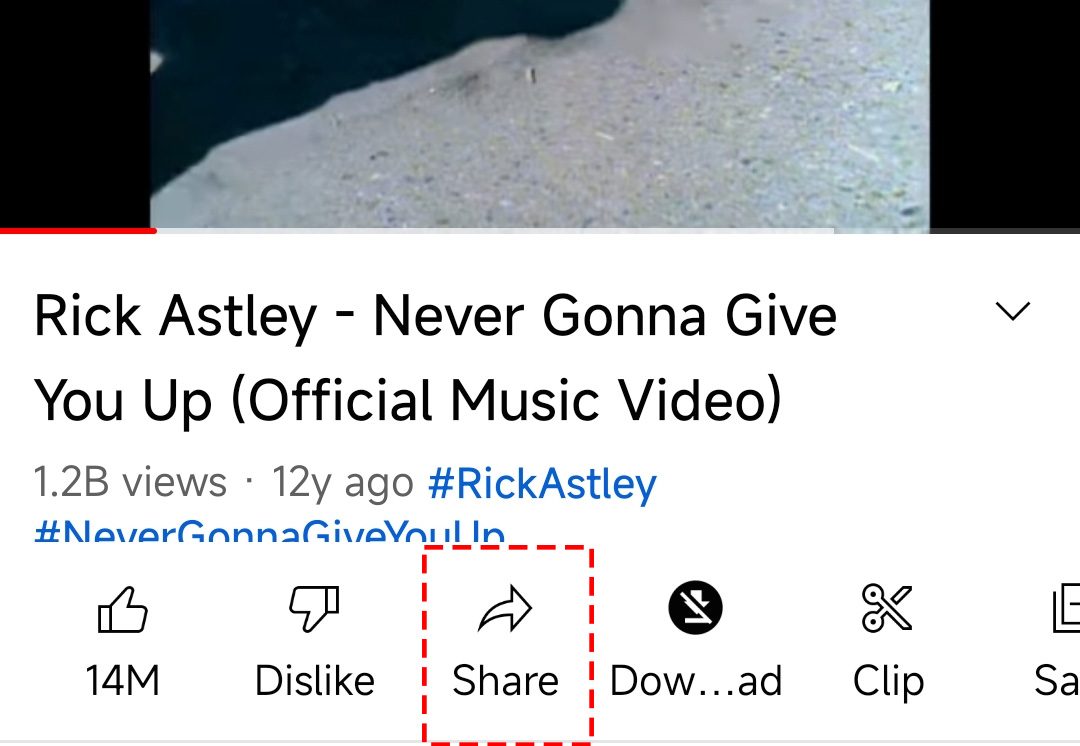 Rick Astley - Never Gonna Give
You Up (Official Music Video)
1.2B views · 12y ago #RickAstley
#NeverGonnaGiveYouUp
14M Dislike Share Dow...ad Clip Sa